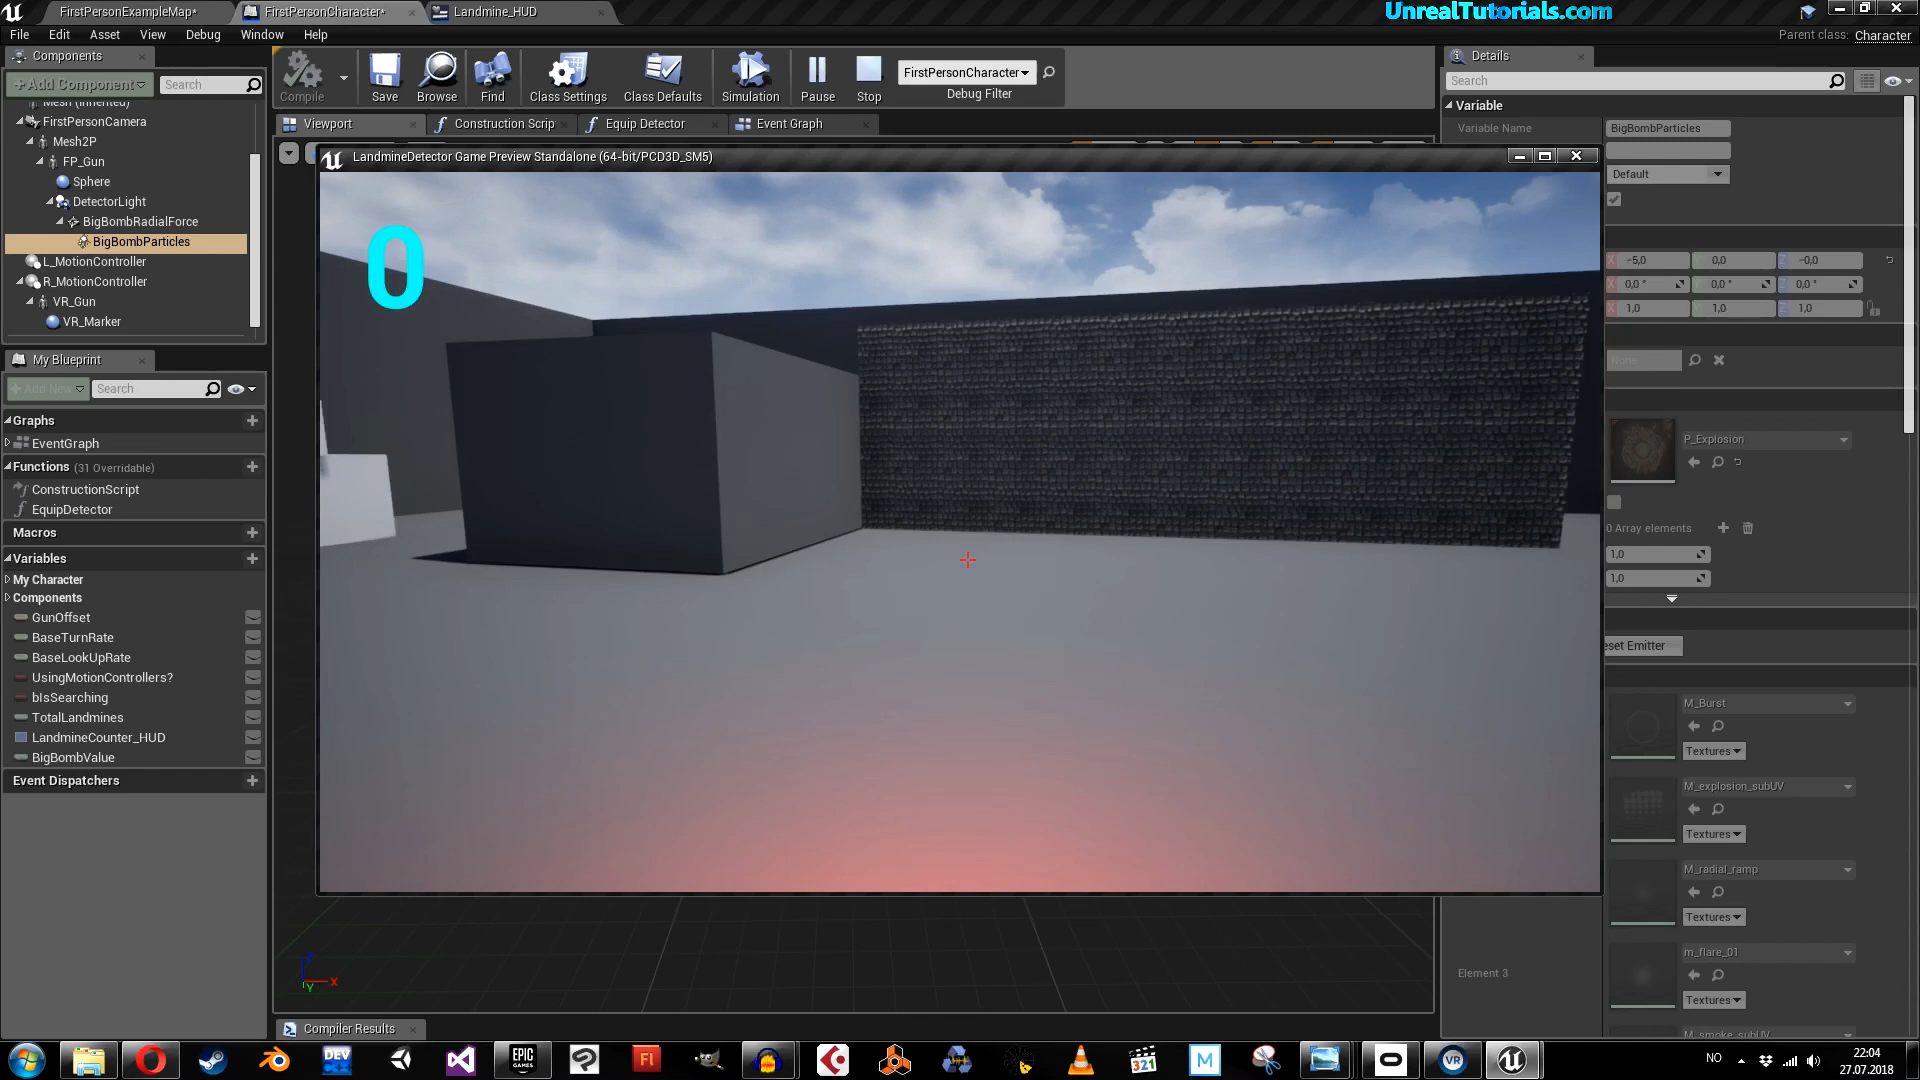 FirstPersonExampleMap*
FirstPersonCharacter*
Landmine_HUD
UnrealTutorials.com
File
Edit
Asset
View
Debug
Window
Help
Parent class: Character
Components
+Add Component
Search
Mesh (Inherited)
FirstPersonCamera
Mesh2P
FP_Gun
Sphere
DetectorLight
BigBombRadialForce
BigBombParticles
L_MotionController
R_MotionController
VR_Gun
VR_Marker
My Blueprint
+Add New
Search
Graphs
EventGraph
Functions (31 Overridable)
ConstructionScript
EquipDetector
Macros
Variables
My Character
Components
GunOffset
BaseTurnRate
BaseLookUpRate
UsingMotionControllers?
bIsSearching
TotalLandmines
LandmineCounter_HUD
BigBombValue
Event Dispatchers
Compile
Save
Browse
Find
Class Settings
Class Defaults
Simulation
Pause
Stop
FirstPersonCharacter
Debug Filter
Viewport
Construction Scrip
Equip Detector
Event Graph
LandmineDetector Game Preview Standalone (64-bit/PCD3D_SM5)
0
Z
X
Y
Compiler Results
Details
Search
Variable
Variable Name
BigBombParticles
Default
X -5,0
Y 0,0
Z -0,0
X 0,0 °
Y 0,0 °
Z 0,0 °
X 1,0
Y 1,0
Z 1,0
None
P_Explosion
0 Array elements
1,0
1,0
eset Emitter
M_Burst
Textures
M_explosion_subUV
Textures
M_radial_ramp
Textures
m_flare_01
Element 3
Textures
M_smoke_subUV
DEV
EPIC
GAMES
Fl
321
M
VR
NO
22:04
27.07.2018